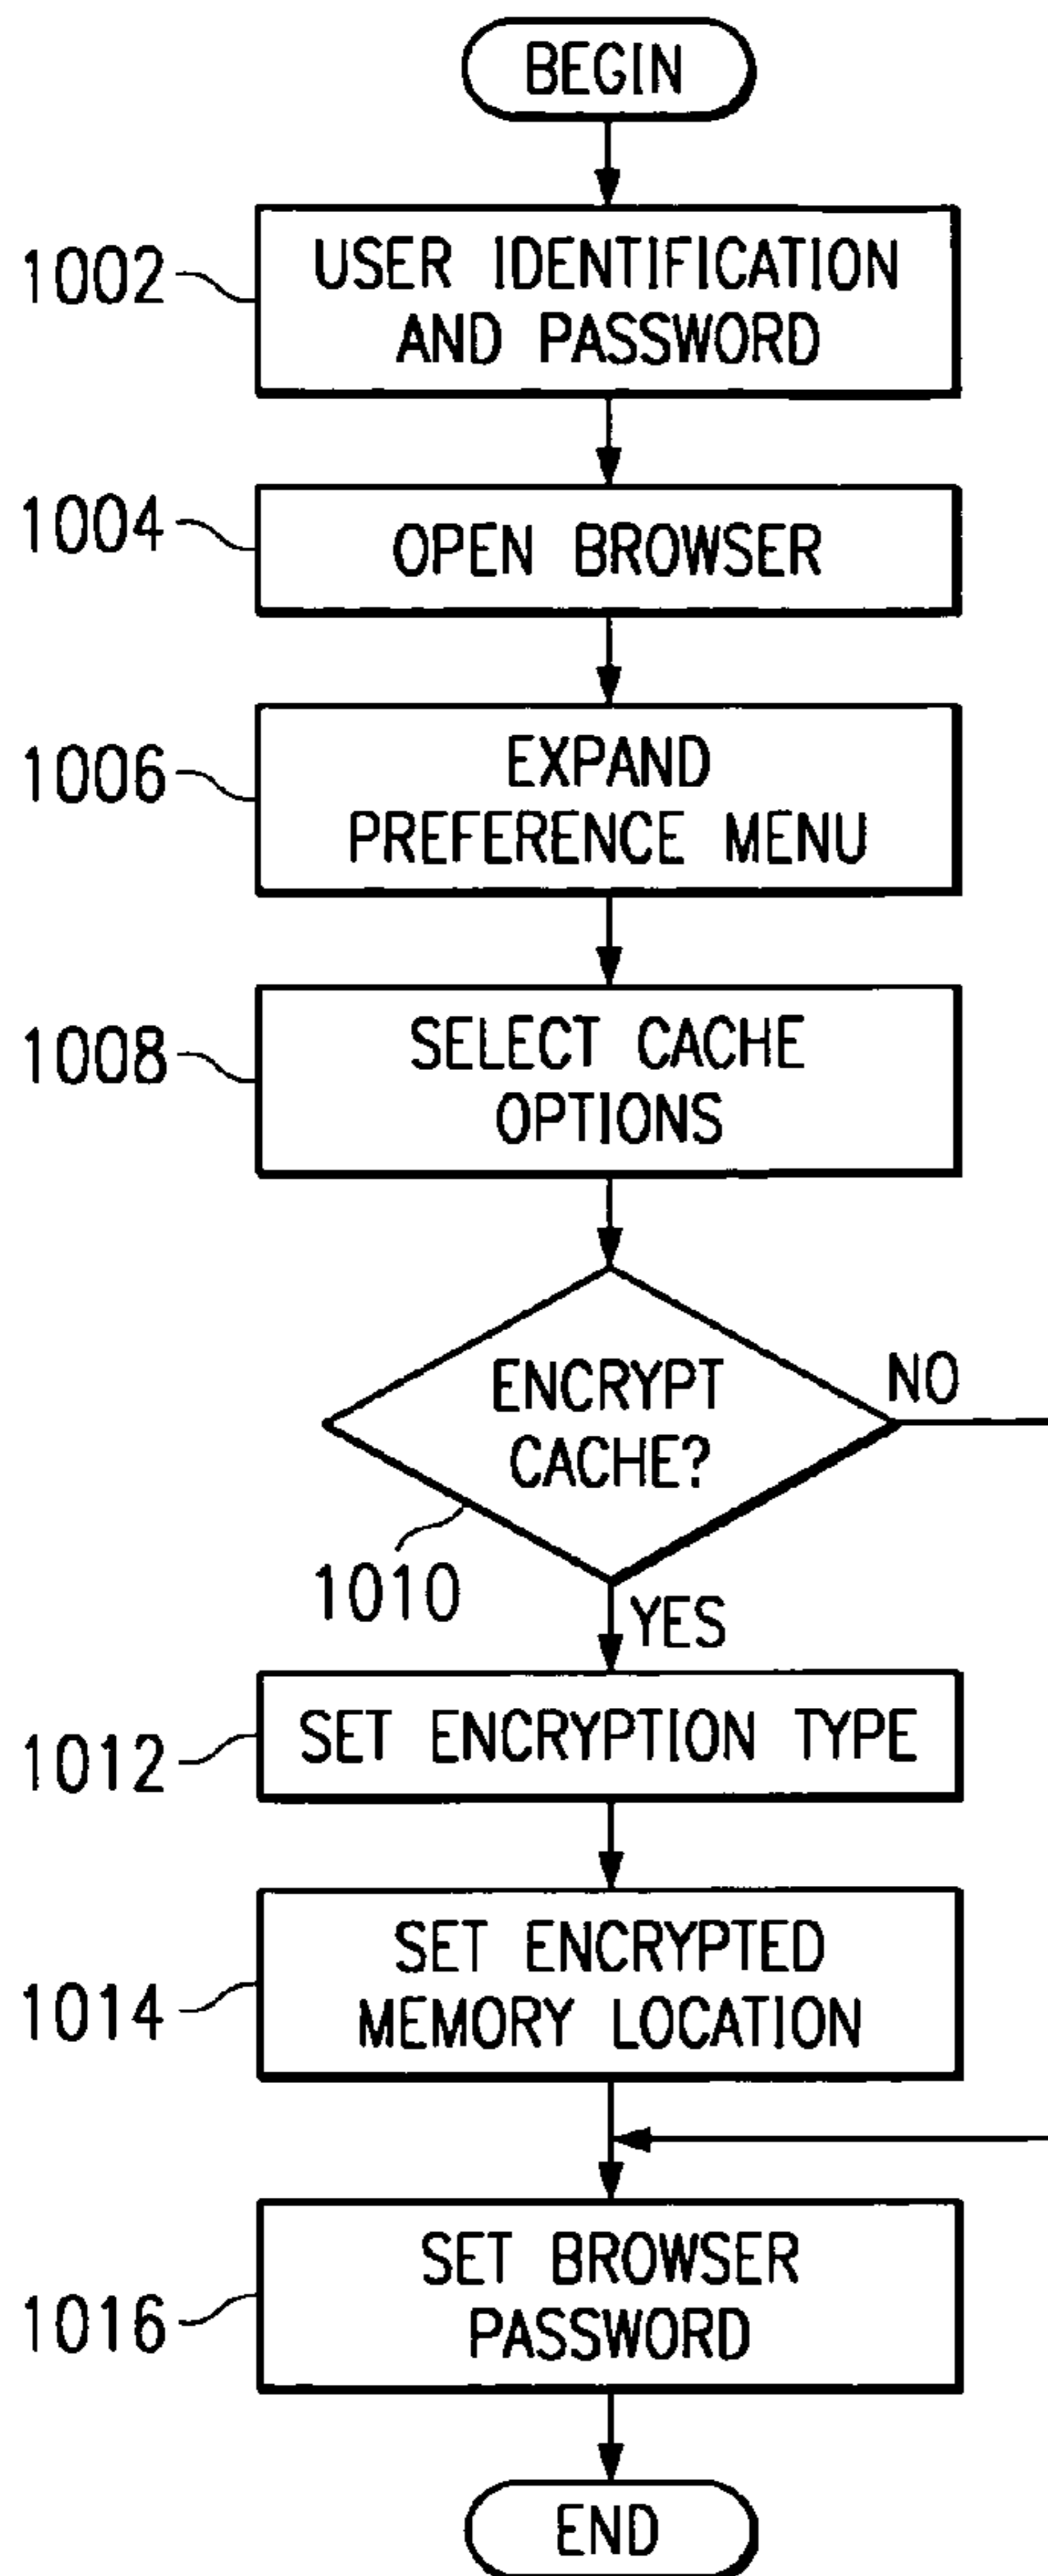 BEGIN
1002
USER IDENTIFICATION
AND PASSWORD
1004
OPEN BROWSER
1006
EXPAND
PREFERENCE MENU
1008
SELECT CACHE
OPTIONS
ENCRYPT
CACHE?
NO
1010
YES
1012
SET ENCRYPTION TYPE
1014
SET ENCRYPTED
MEMORY LOCATION
1016
SET BROWSER
PASSWORD
END